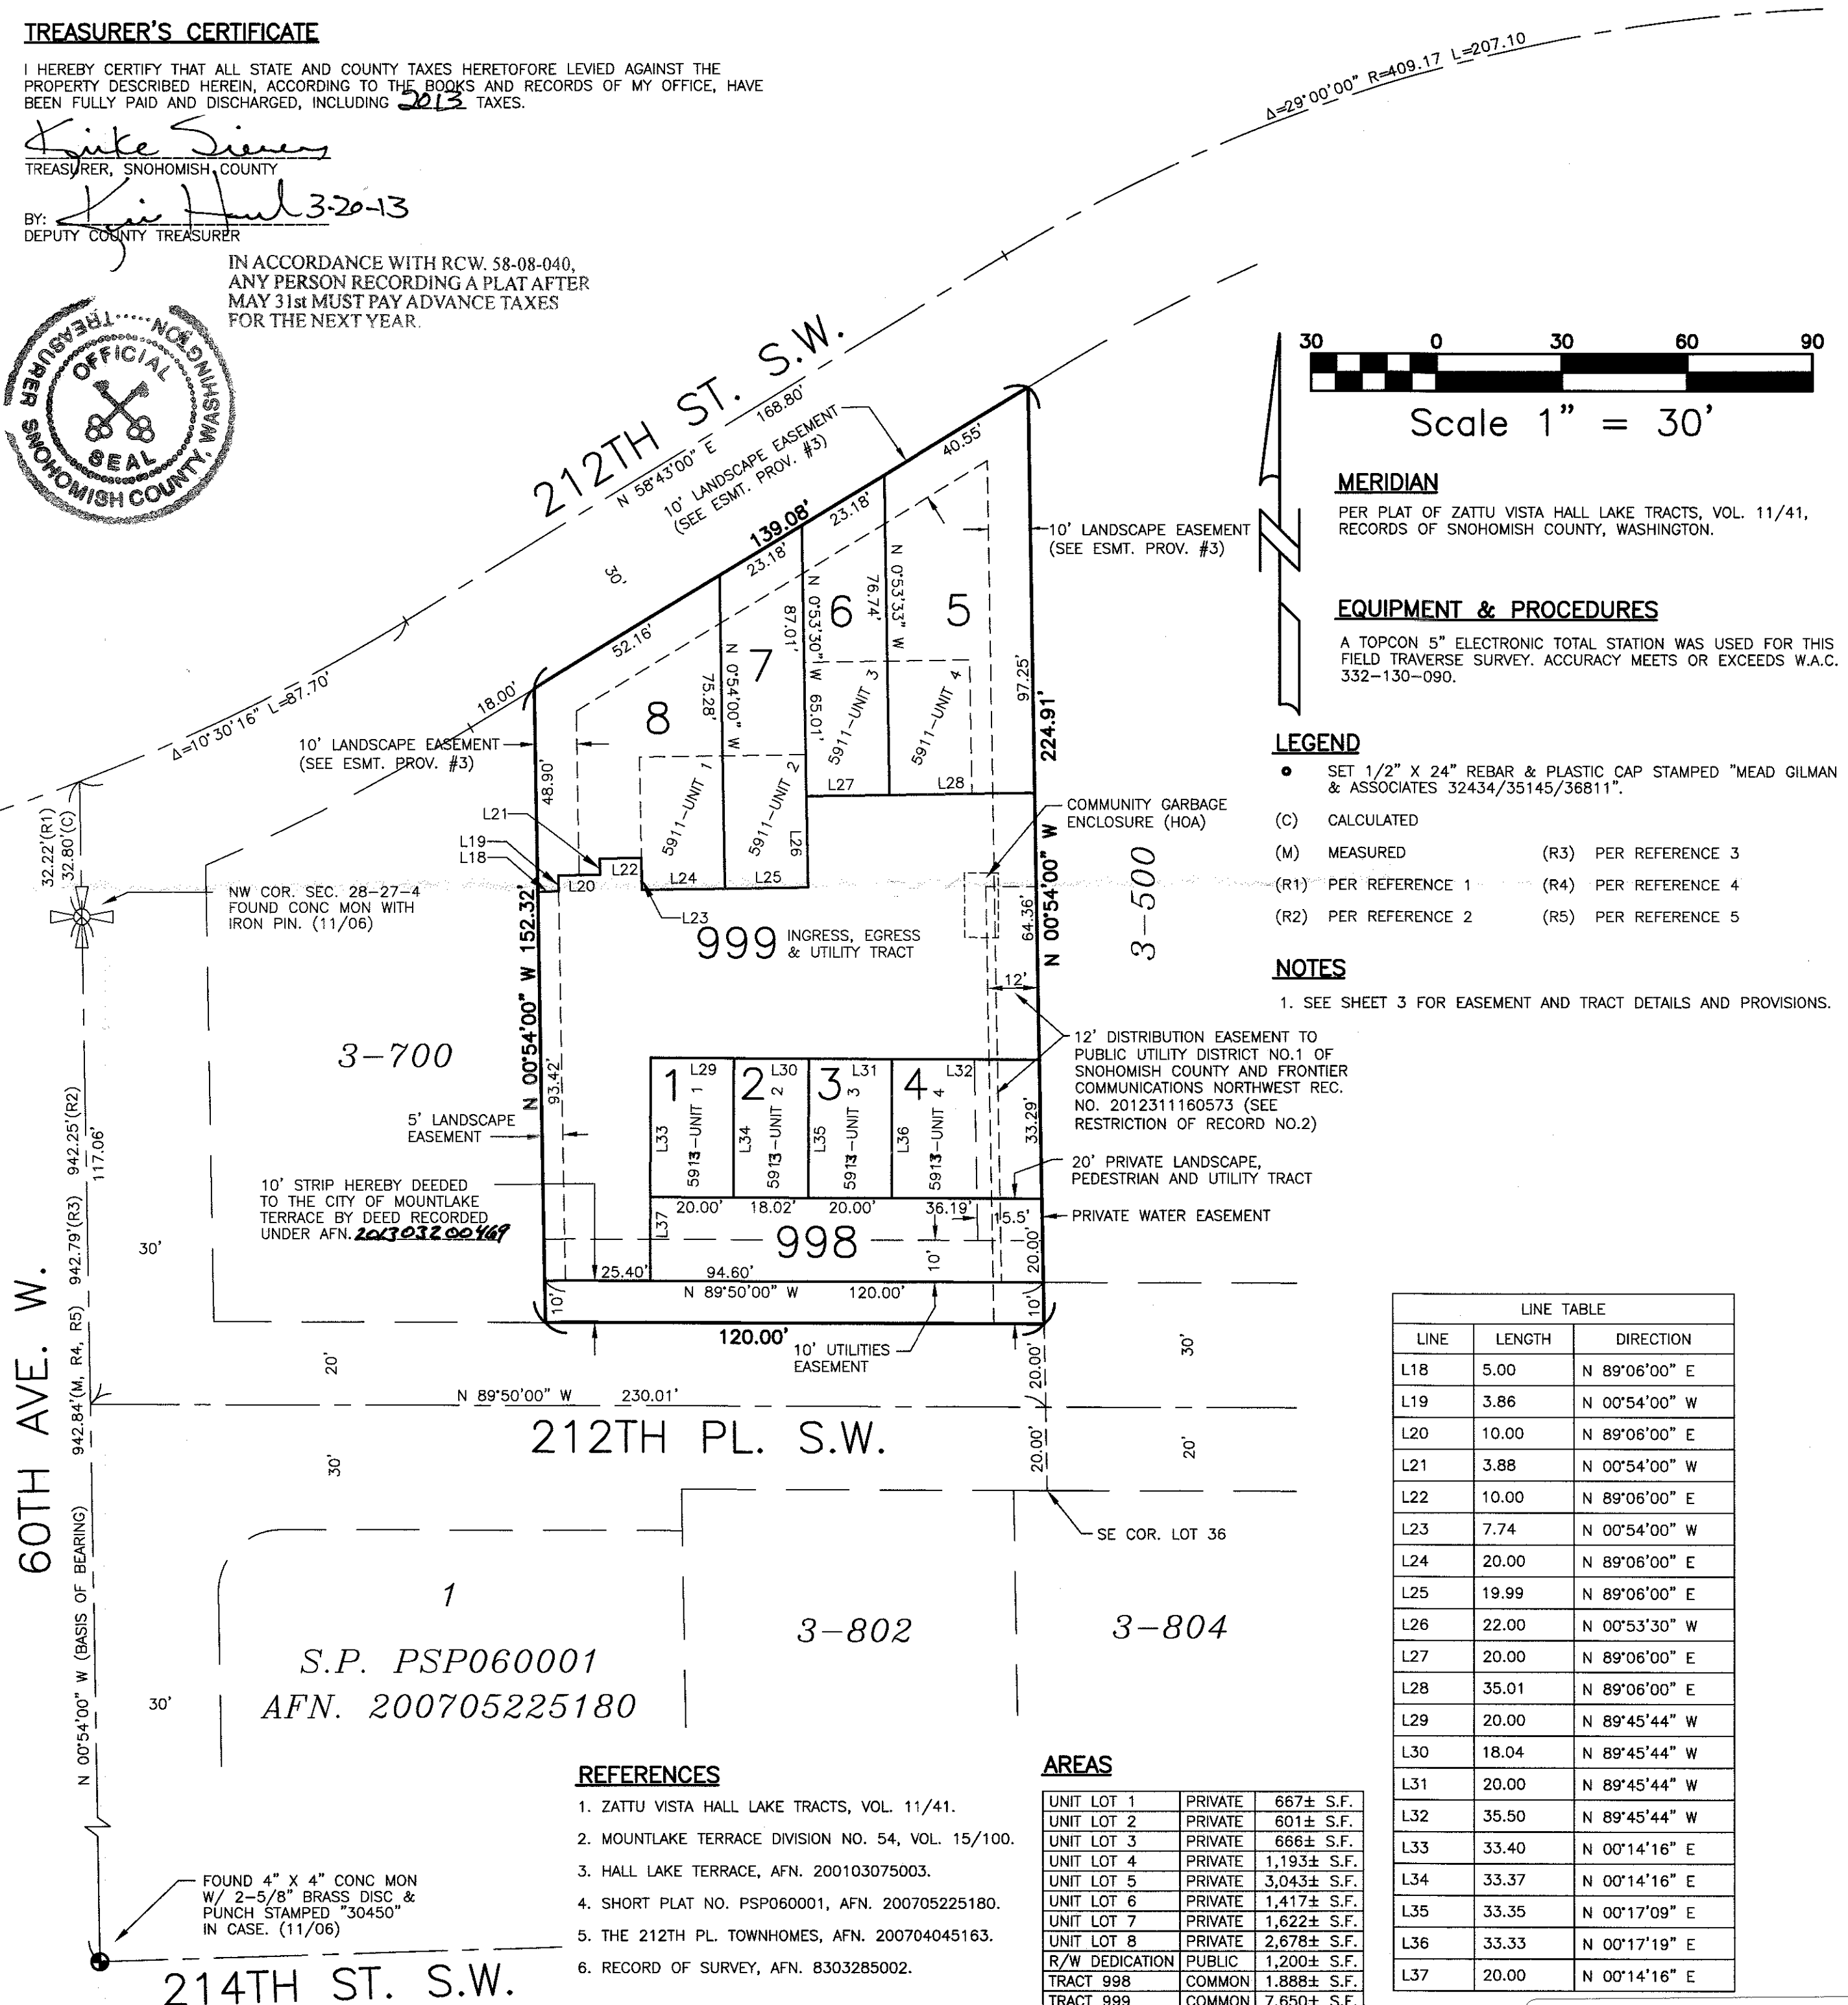 TREASURER'S CERTIFICATE
I HEREBY CERTIFY THAT ALL STATE AND COUNTY TAXES HERETOFORE LEVIED AGAINST THE
PROPERTY DESCRIBED HEREIN, ACCORDING TO THE BOOKS AND RECORDS OF MY OFFICE, HAVE
BEEN FULLY PAID AND DISCHARGED, INCLUDING 2013 TAXES.
TREASURER, SNOHOMISH COUNTY
BY: 3-20-13
DEPUTY COUNTY TREASURER
IN ACCORDANCE WITH RCW. 58-08-040,
ANY PERSON RECORDING A PLAT AFTER
MAY 31st MUST PAY ADVANCE TAXES
FOR THE NEXT YEAR.
TREASURER SNOHOMISH COUNTY, WASHINGTON
OFFICIAL
SEAL
Δ=29°00'00" R=409.17 L=207.10
212TH ST. S.W.
N 58°43'00" E 168.80'
10' LANDSCAPE EASEMENT
(SEE ESMT. PROV. #3)
139.08'
40.55'
23.18'
23.18'
52.16'
18.00'
30'
Δ=10°30'16" L=87.70'
10' LANDSCAPE EASEMENT
(SEE ESMT. PROV. #3)
10' LANDSCAPE EASEMENT
(SEE ESMT. PROV. #3)
30 0 30 60 90
Scale 1" = 30'
N
MERIDIAN
PER PLAT OF ZATTU VISTA HALL LAKE TRACTS, VOL. 11/41,
RECORDS OF SNOHOMISH COUNTY, WASHINGTON.
EQUIPMENT & PROCEDURES
A TOPCON 5" ELECTRONIC TOTAL STATION WAS USED FOR THIS
FIELD TRAVERSE SURVEY. ACCURACY MEETS OR EXCEEDS W.A.C.
332-130-090.
LEGEND
SET 1/2" X 24" REBAR & PLASTIC CAP STAMPED "MEAD GILMAN
& ASSOCIATES 32434/35145/36811".
(C) CALCULATED
(M) MEASURED (R3) PER REFERENCE 3
(R1) PER REFERENCE 1 (R4) PER REFERENCE 4
(R2) PER REFERENCE 2 (R5) PER REFERENCE 5
NOTES
1. SEE SHEET 3 FOR EASEMENT AND TRACT DETAILS AND PROVISIONS.
8
7
6
5
N 0°54'00" W
75.28'
N 0°53'30" W 65.01'
87.01'
N 0°53'33" W
76.74'
97.25'
224.91'
N 00°54'00" W
64.36'
48.90'
5911-UNIT 1
5911-UNIT 2
5911-UNIT 3
5911-UNIT 4
L27
L28
L21
L19
L18
L20
L22
L23
L24
L25
L26
COMMUNITY GARBAGE
ENCLOSURE (HOA)
3-500
32.22'(R1)
32.80'(C)
NW COR. SEC. 28-27-4
FOUND CONC MON WITH
IRON PIN. (11/06)
N 00°54'00" W 152.32'
93.42'
999 INGRESS, EGRESS
& UTILITY TRACT
12'
12' DISTRIBUTION EASEMENT TO
PUBLIC UTILITY DISTRICT NO.1 OF
SNOHOMISH COUNTY AND FRONTIER
COMMUNICATIONS NORTHWEST REC.
NO. 2012311160573 (SEE
RESTRICTION OF RECORD NO.2)
3-700
5' LANDSCAPE
EASEMENT
1 L29
2 L30
3 L31
4 L32
L33
L34
L35
L36
5913-UNIT 1
5913-UNIT 2
5913-UNIT 3
5913-UNIT 4
33.29'
20' PRIVATE LANDSCAPE,
PEDESTRIAN AND UTILITY TRACT
PRIVATE WATER EASEMENT
20.00' 18.02' 20.00' 36.19'
15.5'
L37
998
20.00'
10'
10' STRIP HEREBY DEEDED
TO THE CITY OF MOUNTLAKE
TERRACE BY DEED RECORDED
UNDER AFN. 201303200469
25.40' 94.60'
N 89°50'00" W 120.00'
10'
10'
120.00'
10' UTILITIES
EASEMENT
30'
20'
30'
20.00'
N 89°50'00" W 230.01'
212TH PL. S.W.
30'
20.00'
20'
SE COR. LOT 36
60TH AVE. W.
N 00°54'00" W (BASIS OF BEARING) 942.84'(M, R4, R5) 942.79'(R3) 942.25'(R2)
117.06'
30'
1
S.P. PSP060001
AFN. 200705225180
3-802
3-804
FOUND 4" X 4" CONC MON
W/ 2-5/8" BRASS DISC &
PUNCH STAMPED "30450"
IN CASE. (11/06)
214TH ST. S.W.
REFERENCES
1. ZATTU VISTA HALL LAKE TRACTS, VOL. 11/41.
2. MOUNTLAKE TERRACE DIVISION NO. 54, VOL. 15/100.
3. HALL LAKE TERRACE, AFN. 200103075003.
4. SHORT PLAT NO. PSP060001, AFN. 200705225180.
5. THE 212TH PL. TOWNHOMES, AFN. 200704045163.
6. RECORD OF SURVEY, AFN. 8303285002.
AREAS
UNIT LOT 1 PRIVATE 667± S.F.
UNIT LOT 2 PRIVATE 601± S.F.
UNIT LOT 3 PRIVATE 666± S.F.
UNIT LOT 4 PRIVATE 1,193± S.F.
UNIT LOT 5 PRIVATE 3,043± S.F.
UNIT LOT 6 PRIVATE 1,417± S.F.
UNIT LOT 7 PRIVATE 1,622± S.F.
UNIT LOT 8 PRIVATE 2,678± S.F.
R/W DEDICATION PUBLIC 1,200± S.F.
TRACT 998 COMMON 1.888± S.F.
TRACT 999 COMMON 7,650± S.F.
LINE TABLE
LINE LENGTH DIRECTION
L18 5.00 N 89°06'00" E
L19 3.86 N 00°54'00" W
L20 10.00 N 89°06'00" E
L21 3.88 N 00°54'00" W
L22 10.00 N 89°06'00" E
L23 7.74 N 00°54'00" W
L24 20.00 N 89°06'00" E
L25 19.99 N 89°06'00" E
L26 22.00 N 00°53'30" W
L27 20.00 N 89°06'00" E
L28 35.01 N 89°06'00" E
L29 20.00 N 89°45'44" W
L30 18.04 N 89°45'44" W
L31 20.00 N 89°45'44" W
L32 35.50 N 89°45'44" W
L33 33.40 N 00°14'16" E
L34 33.37 N 00°14'16" E
L35 33.35 N 00°17'09" E
L36 33.33 N 00°17'19" E
L37 20.00 N 00°14'16" E